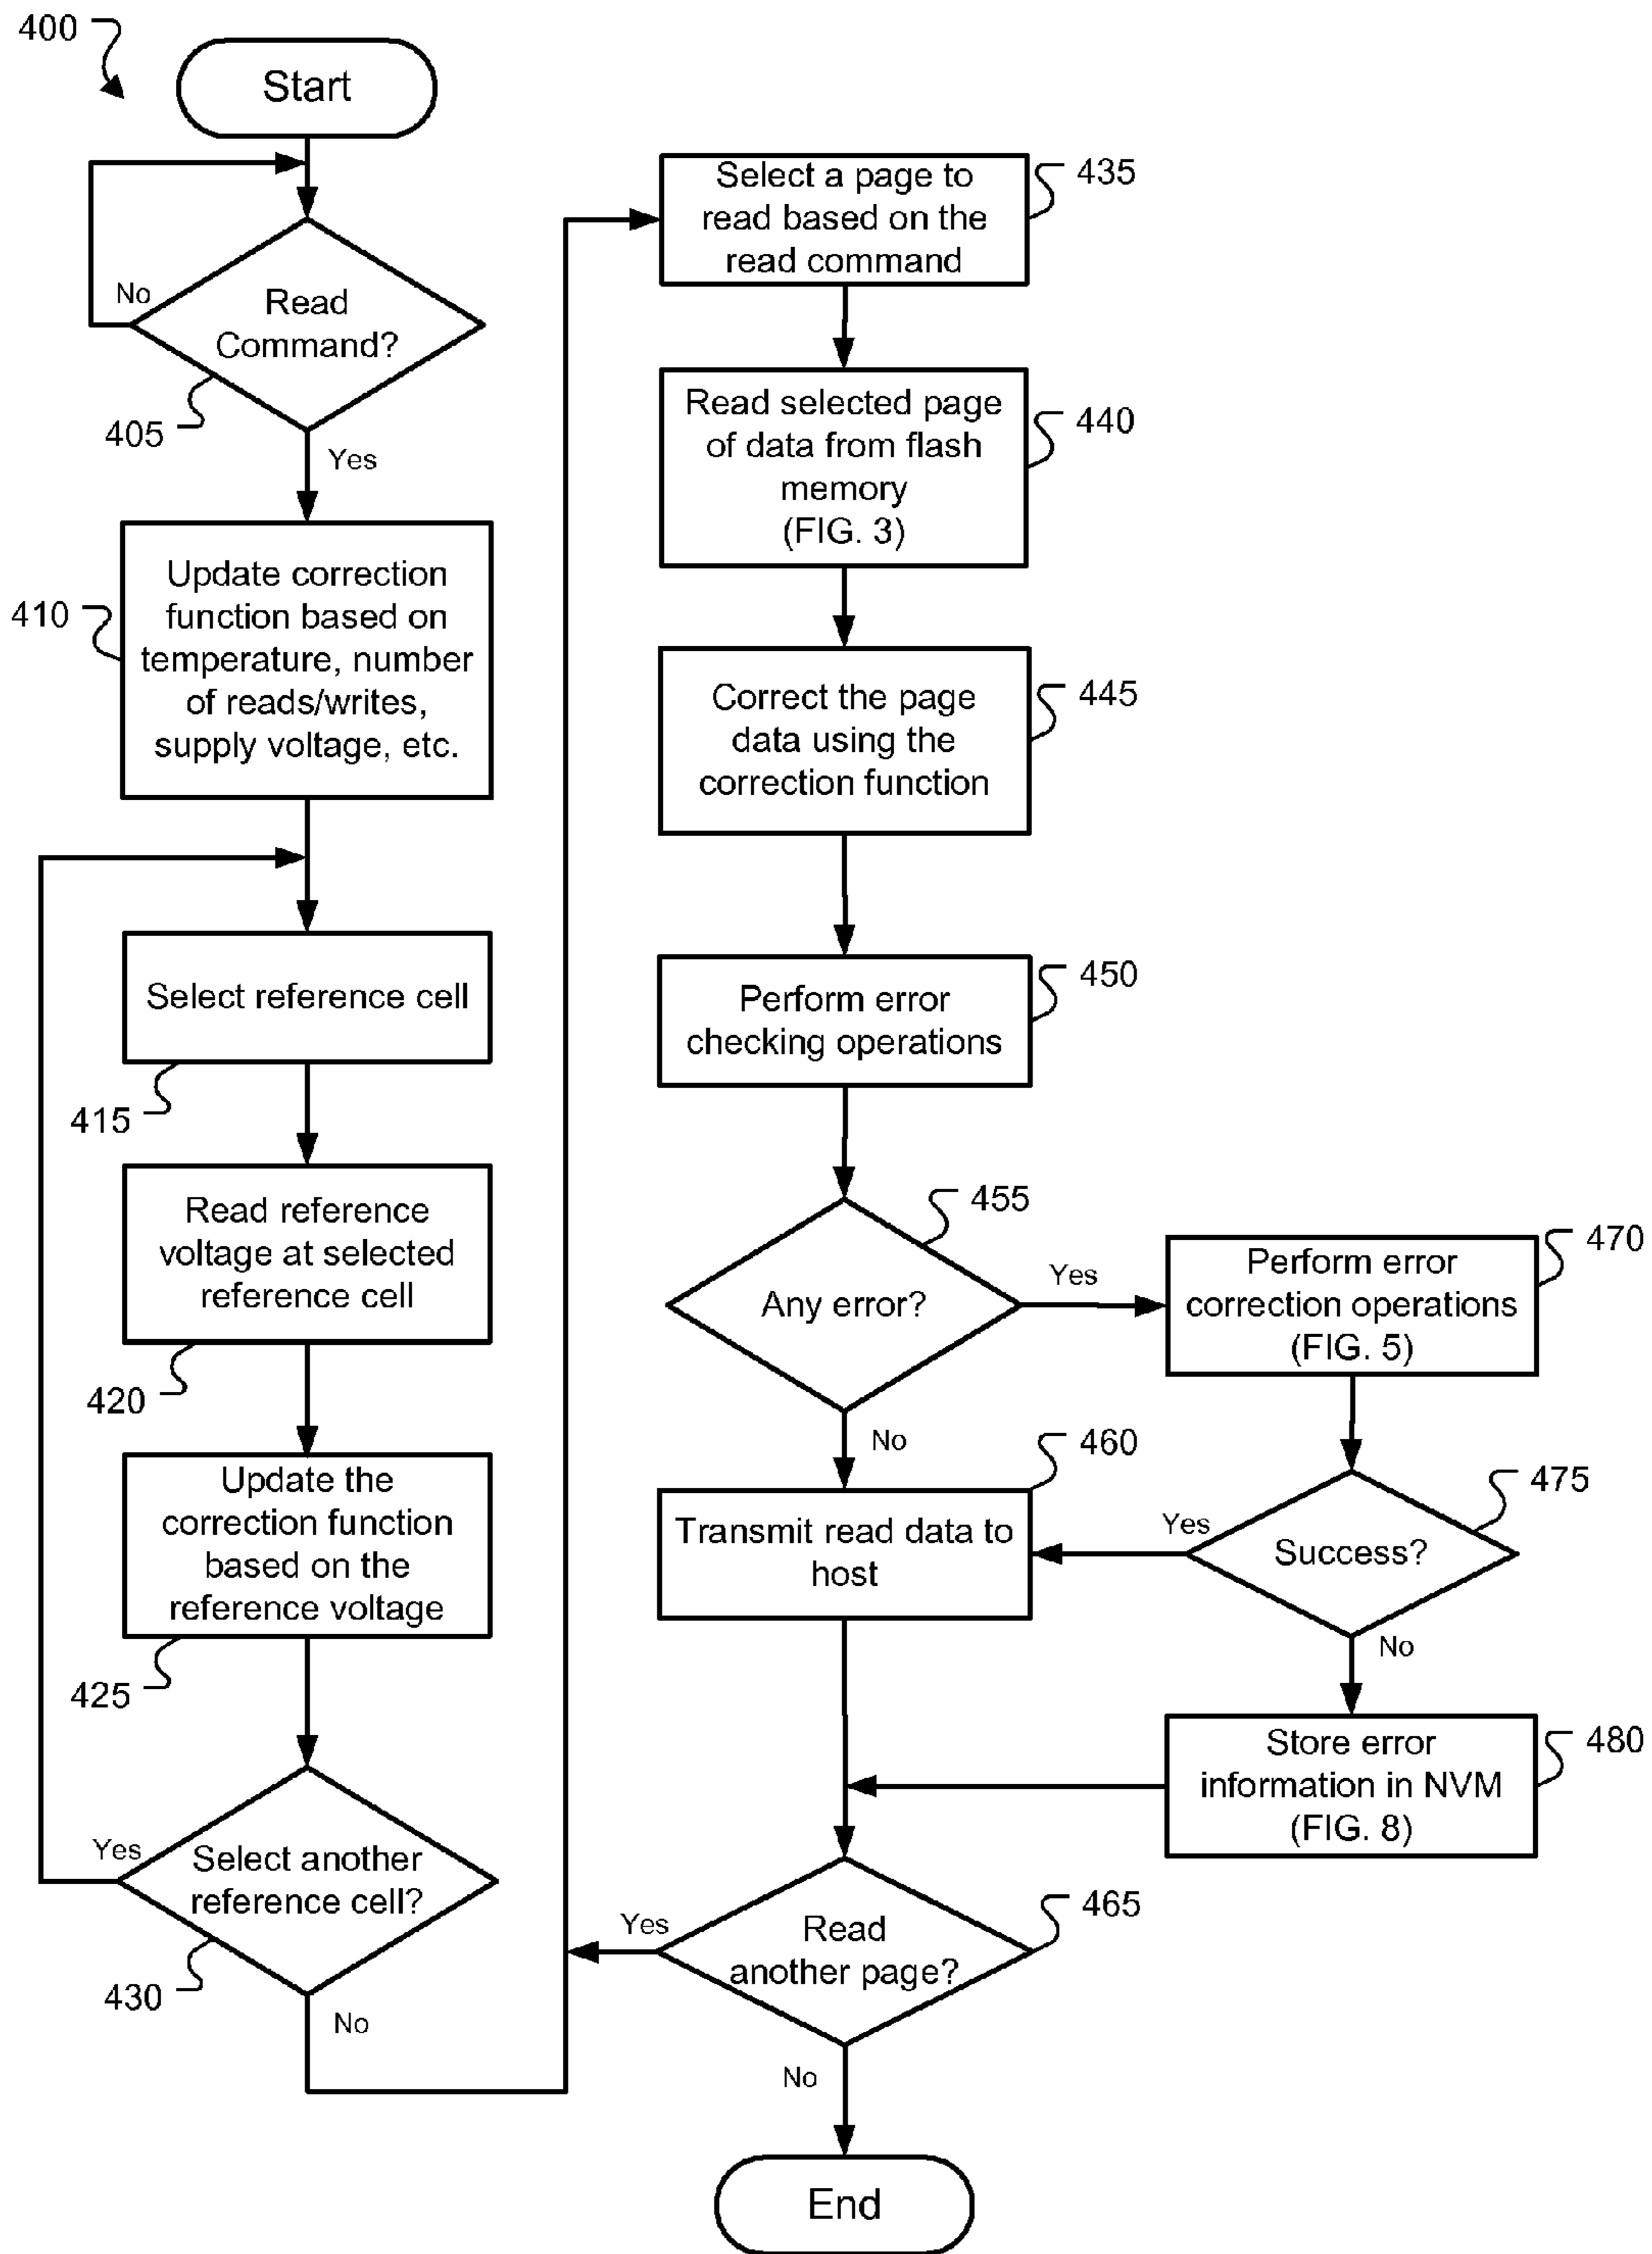 400
Start
No
Read
Command?
405
Yes
410
Update correction
function based on
temperature, number
of reads/writes,
supply voltage, etc.
Select reference cell
415
Read reference
voltage at selected
reference cell
420
Update the
correction function
based on the
reference voltage
425
Yes
Select another
reference cell?
430
No
Select a page to
read based on the
read command
435
Read selected page
of data from flash
memory
(FIG. 3)
440
Correct the page
data using the
correction function
445
Perform error
checking operations
450
455
Any error?
Yes
No
Perform error
correction operations
(FIG. 5)
470
460
Transmit read data to
host
475
Yes
Success?
No
Store error
information in NVM
(FIG. 8)
480
Yes
Read
another page?
465
No
End